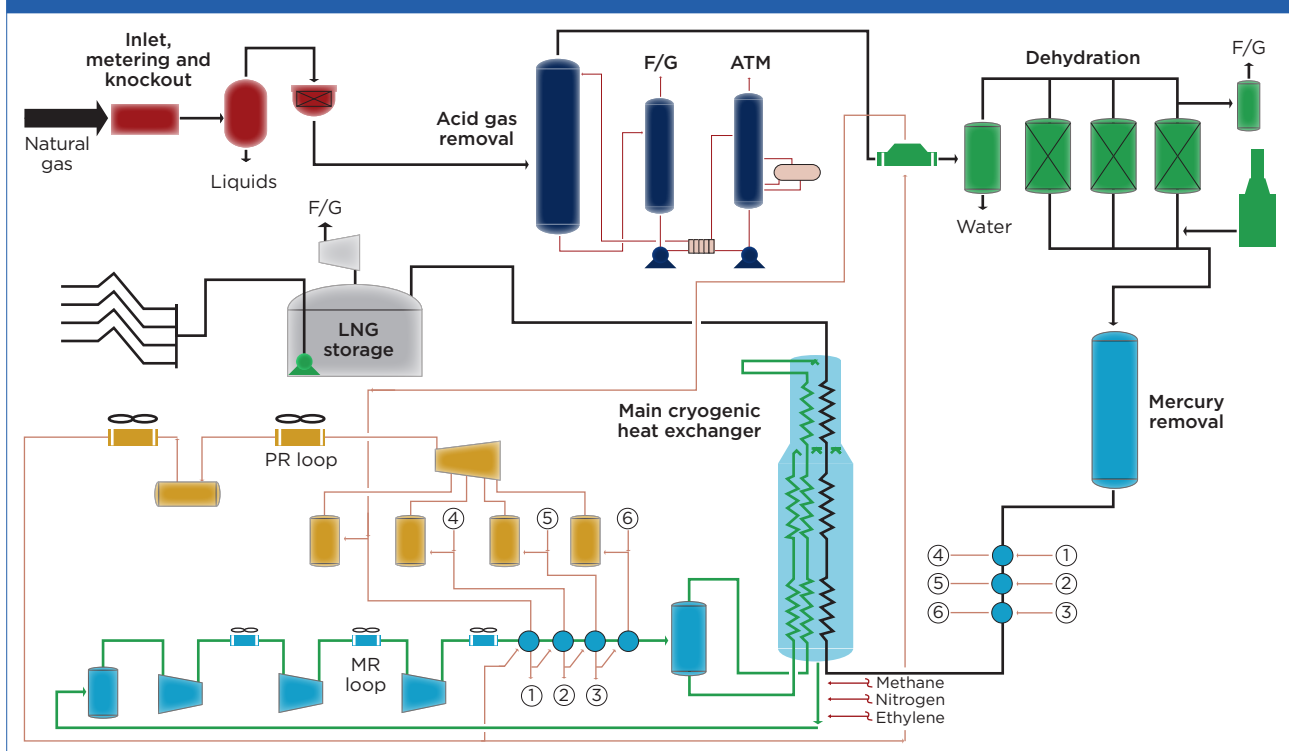 Inlet,
metering and
knockout
Natural
gas
Liquids
Acid gas
removal
F/G
ATM
Dehydration
F/G
Water
F/G
LNG
storage
Main cryogenic
heat exchanger
Mercury
removal
PR loop
4
5
6
4
1
5
2
6
3
MR
loop
1
2
3
Methane
Nitrogen
Ethylene